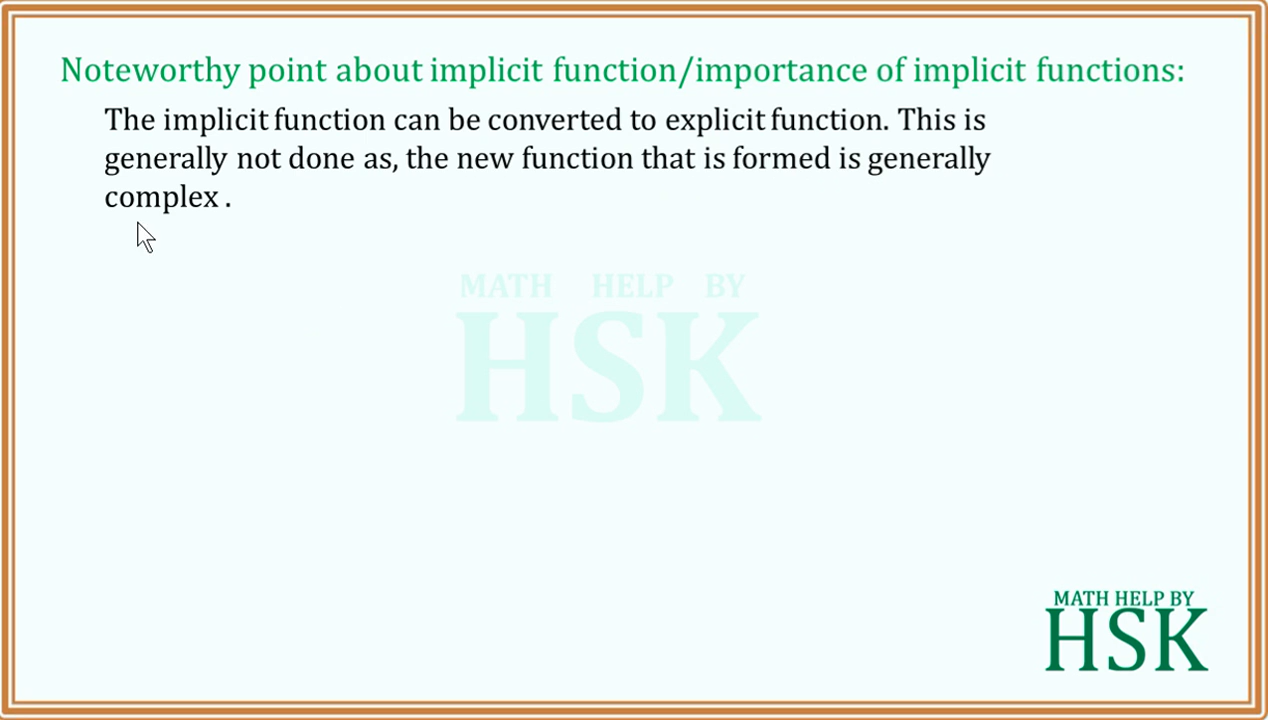 Noteworthy point about implicit function/importance of implicit functions:
The implicit function can be converted to explicit function. This is
generally not done as, the new function that is formed is generally
complex .
MATH HELP BY
HSK
MATH HELP BY
HSK